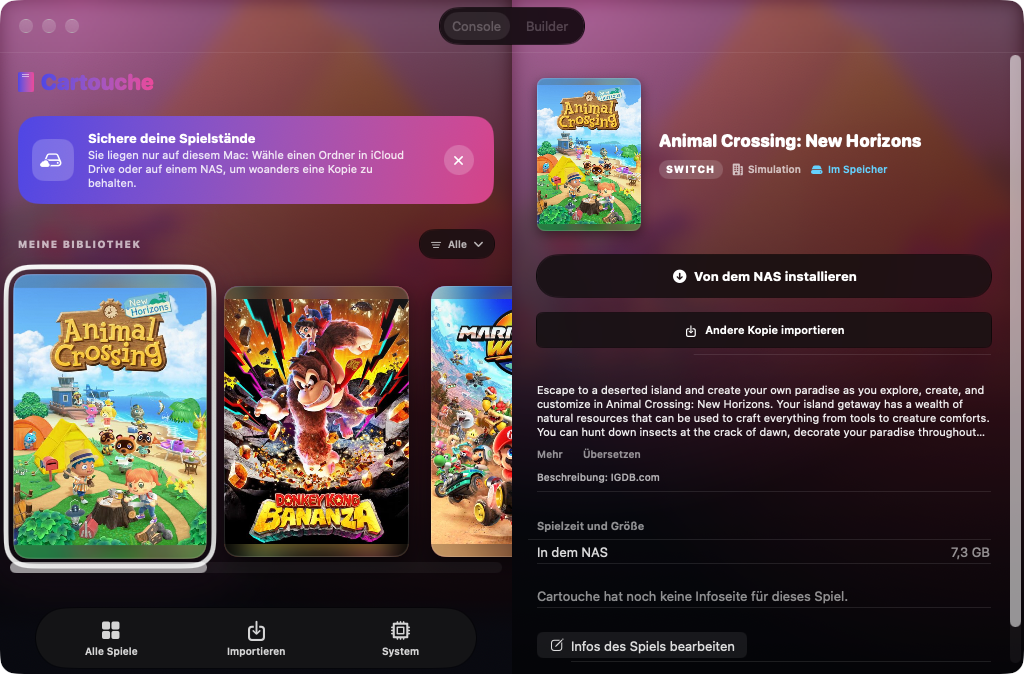 Console
Builder
Cartouche
Sichere deine Spielstände
Sie liegen nur auf diesem Mac: Wähle einen Ordner in iCloud
Drive oder auf einem NAS, um woanders eine Kopie zu
behalten.
MEINE BIBLIOTHEK
Alle
New
Horizons
Animal
Crossing
DONKEY KONG
BANANZA
Alle Spiele
Importieren
System
New
Horizons
Animal
Crossing
Animal Crossing: New Horizons
SWITCH
Simulation
Im Speicher
Von dem NAS installieren
Andere Kopie importieren
Escape to a deserted island and create your own paradise as you explore, create, and
customize in Animal Crossing: New Horizons. Your island getaway has a wealth of
natural resources that can be used to craft everything from tools to creature comforts.
You can hunt down insects at the crack of dawn, decorate your paradise throughout...
Mehr
Übersetzen
Beschreibung: IGDB.com
Spielzeit und Größe
In dem NAS
7,3 GB
Cartouche hat noch keine Infoseite für dieses Spiel.
Infos des Spiels bearbeiten